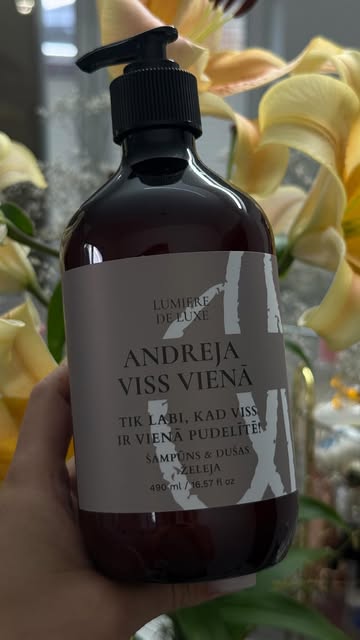 LUMIERE
DE LUXE
ANDREJA
VISS VIENĀ
TIK LABI, KAD VISS
IR VIENĀ PUDELĪTĒ!
ŠAMPŪNS & DUŠAS
ŽELEJA
490 ml / 16.57 fl oz